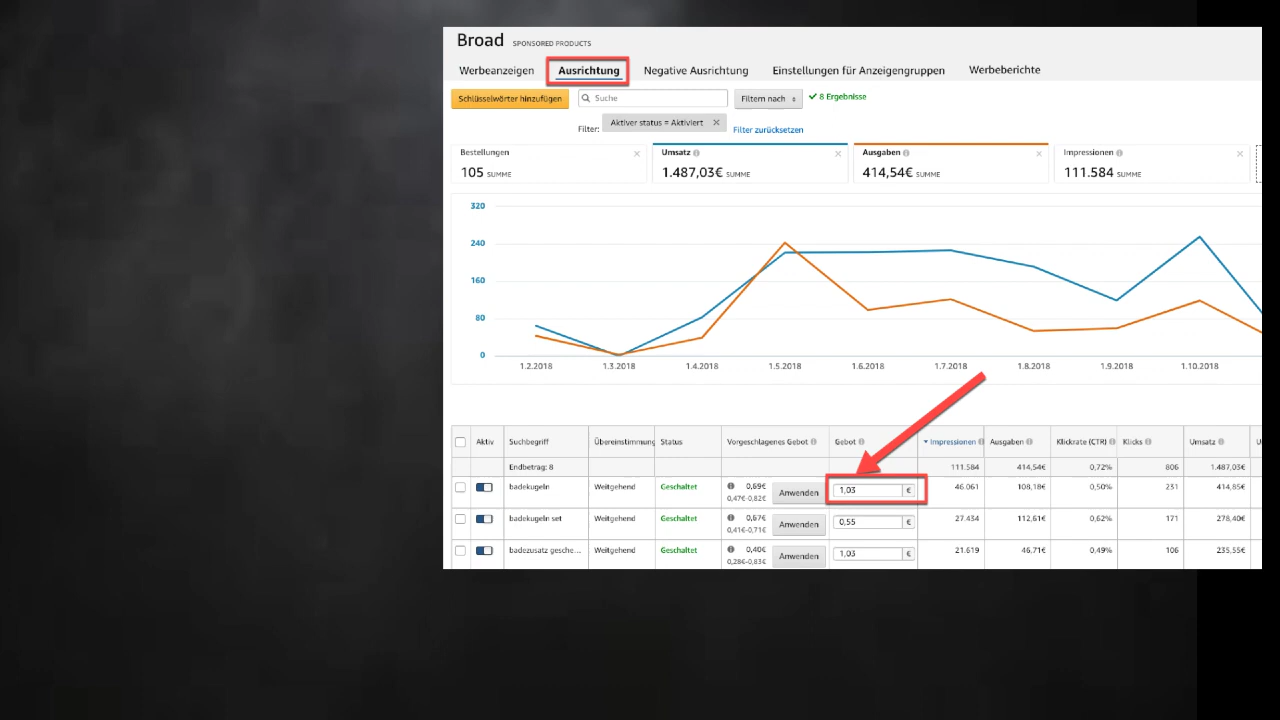 Broad SPONSORED PRODUCTS
Werbeanzeigen Ausrichtung Negative Ausrichtung Einstellungen für Anzeigengruppen Werbeberichte
Schlüsselwörter hinzufügen Suche Filtern nach 8 Ergebnisse
Filter: Aktiver status = Aktiviert Filter zurücksetzen
Bestellungen Umsatz Ausgaben Impressionen
105 SUMME 1.487,03€ SUMME 414,54€ SUMME 111.584 SUMME
320
240
160
80
0
1.2.2018 1.3.2018 1.4.2018 1.5.2018 1.6.2018 1.7.2018 1.8.2018 1.9.2018 1.10.2018
Aktiv Suchbegriff Übereinstimmung Status Vorgeschlagenes Gebot Gebot Impressionen Ausgaben Klickrate (CTR) Klicks Umsatz
Endbetrag: 8 111.584 414,54€ 0,72% 806 1.487,03€
badekugeln Weitgehend Geschaltet 0,69€ Anwenden 1,03 € 46.061 108,18€ 0,50% 231 414,85€
0,47€-0,82€
badekugeln set Weitgehend Geschaltet 0,57€ Anwenden 0,55 € 27.434 112,61€ 0,62% 171 278,40€
0,41€-0,71€
badezusatz gesche... Weitgehend Geschaltet 0,40€ Anwenden 1,03 € 21.619 46,71€ 0,49% 106 235,55€
0,28€-0,83€